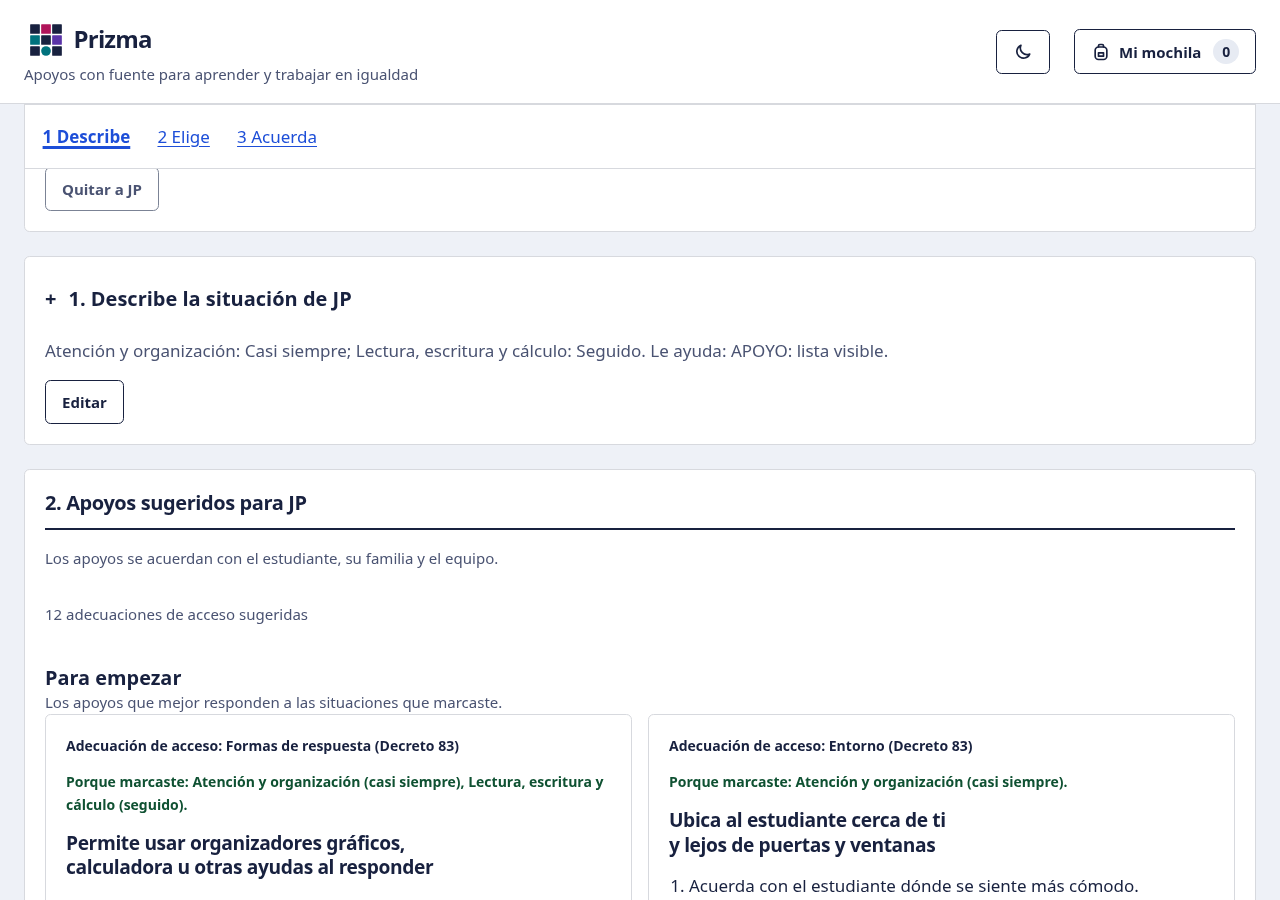 Prizma
Apoyos con fuente para aprender y trabajar en igualdad
Mi mochila 0
1 Describe 2 Elige 3 Acuerda
Quitar a JP
+ 1. Describe la situación de JP
Atención y organización: Casi siempre; Lectura, escritura y cálculo: Seguido. Le ayuda: APOYO: lista visible.
Editar
2. Apoyos sugeridos para JP
Los apoyos se acuerdan con el estudiante, su familia y el equipo.
12 adecuaciones de acceso sugeridas
Para empezar
Los apoyos que mejor responden a las situaciones que marcaste.
Adecuación de acceso: Formas de respuesta (Decreto 83)
Porque marcaste: Atención y organización (casi siempre), Lectura, escritura y
cálculo (seguido).
Permite usar organizadores gráficos,
calculadora u otras ayudas al responder
Adecuación de acceso: Entorno (Decreto 83)
Porque marcaste: Atención y organización (casi siempre).
Ubica al estudiante cerca de ti
y lejos de puertas y ventanas
1. Acuerda con el estudiante dónde se siente más cómodo.